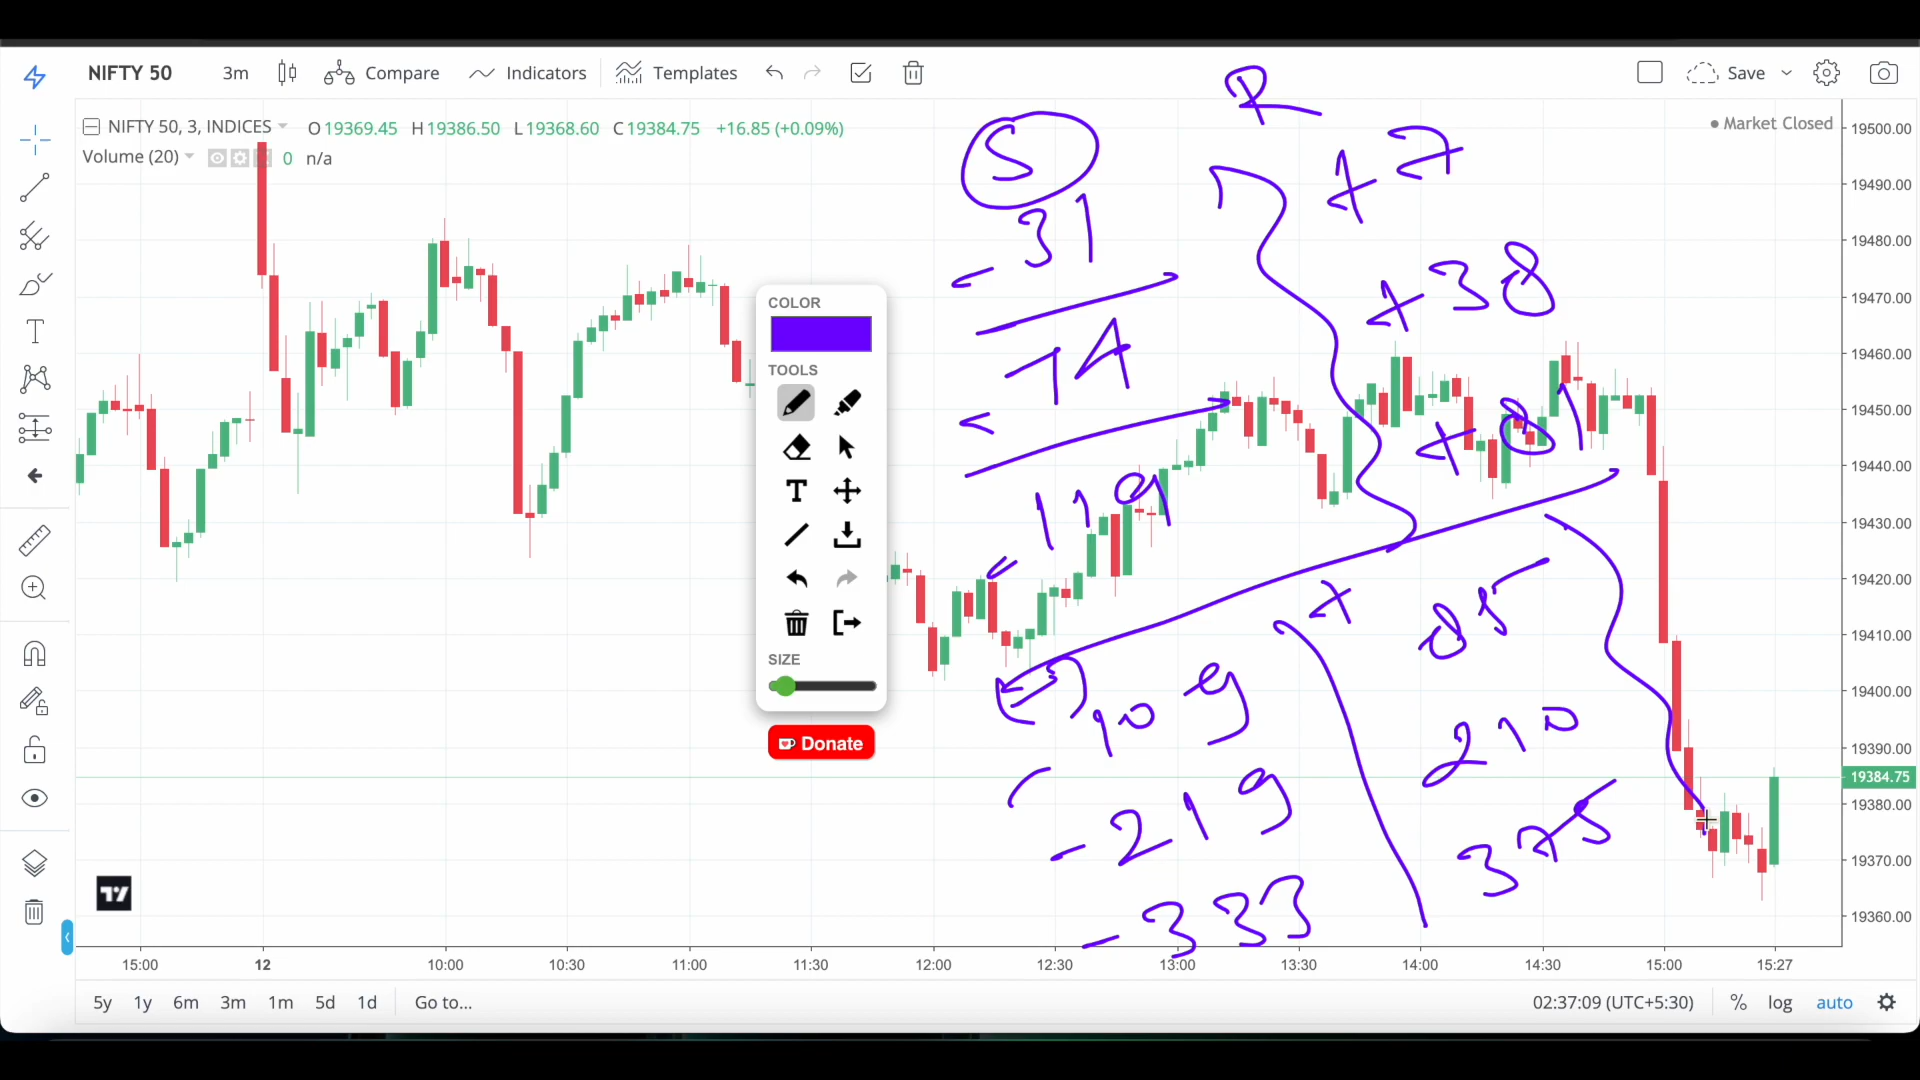 NIFTY 50 3m Compare Indicators Templates Save
NIFTY 50, 3, INDICES O 19369.45 H 19386.50 L 19368.60 C 19384.75 +16.85 (+0.09%)
Market Closed
Volume (20) 0 n/a
R
S
+7
-31
+38
-74
+81
119
COLOR
TOOLS
T
SIZE
Donate
+
85
109
210
-219
375
-333
19500.00
19490.00
19480.00
19470.00
19460.00
19450.00
19440.00
19430.00
19420.00
19410.00
19400.00
19390.00
19384.75
19380.00
19370.00
19360.00
15:00 12 10:00 10:30 11:00 11:30 12:00 12:30 13:00 13:30 14:00 14:30 15:00 15:27
5y 1y 6m 3m 1m 5d 1d Go to... 02:37:09 (UTC+5:30) % log auto